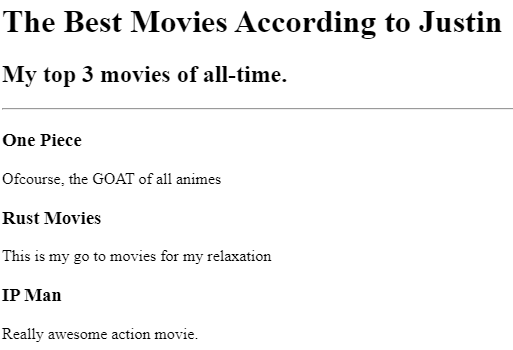 The Best Movies According to Justin
My top 3 movies of all-time.
One Piece
Ofcourse, the GOAT of all animes
Rust Movies
This is my go to movies for my relaxation
IP Man
Really awesome action movie.